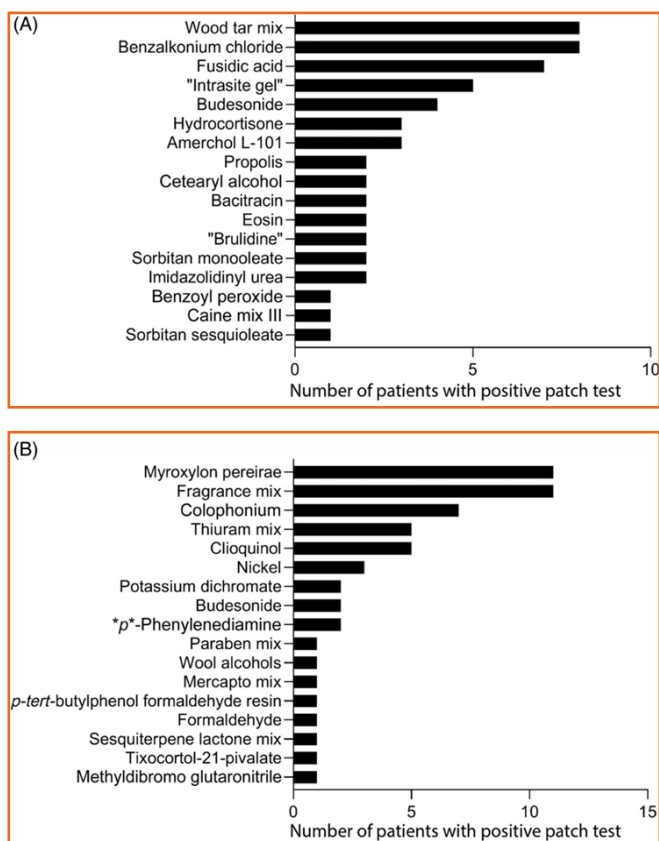 (A)
Wood tar mix
Benzalkonium chloride
Fusidic acid
"Intrasite gel"
Budesonide
Hydrocortisone
Amerchol L-101
Propolis
Cetearyl alcohol
Bacitracin
Eosin
"Brulidine"
Sorbitan monooleate
Imidazolidinyl urea
Benzoyl peroxide
Caine mix III
Sorbitan sesquioleate
0 5 10
Number of patients with positive patch test
(B)
Myroxylon pereirae
Fragrance mix
Colophonium
Thiuram mix
Clioquinol
Nickel
Potassium dichromate
Budesonide
*p*-Phenylenediamine
Paraben mix
Wool alcohols
Mercapto mix
p-tert-butylphenol formaldehyde resin
Formaldehyde
Sesquiterpene lactone mix
Tixocortol-21-pivalate
Methyldibromo glutaronitrile
0 5 10 15
Number of patients with positive patch test